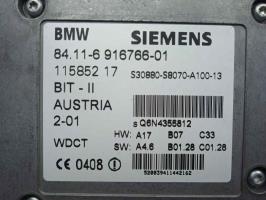 BMW SIEMENS
84.11-6 916766-01
115852 17 S30880-S8070-A100-13
BIT - II
AUSTRIA
2-01 S Q6N4355812
WDCT HW: A17 B07 C33
CE 0408 SW: A4.6 B01.28 C01.28
520839411442162